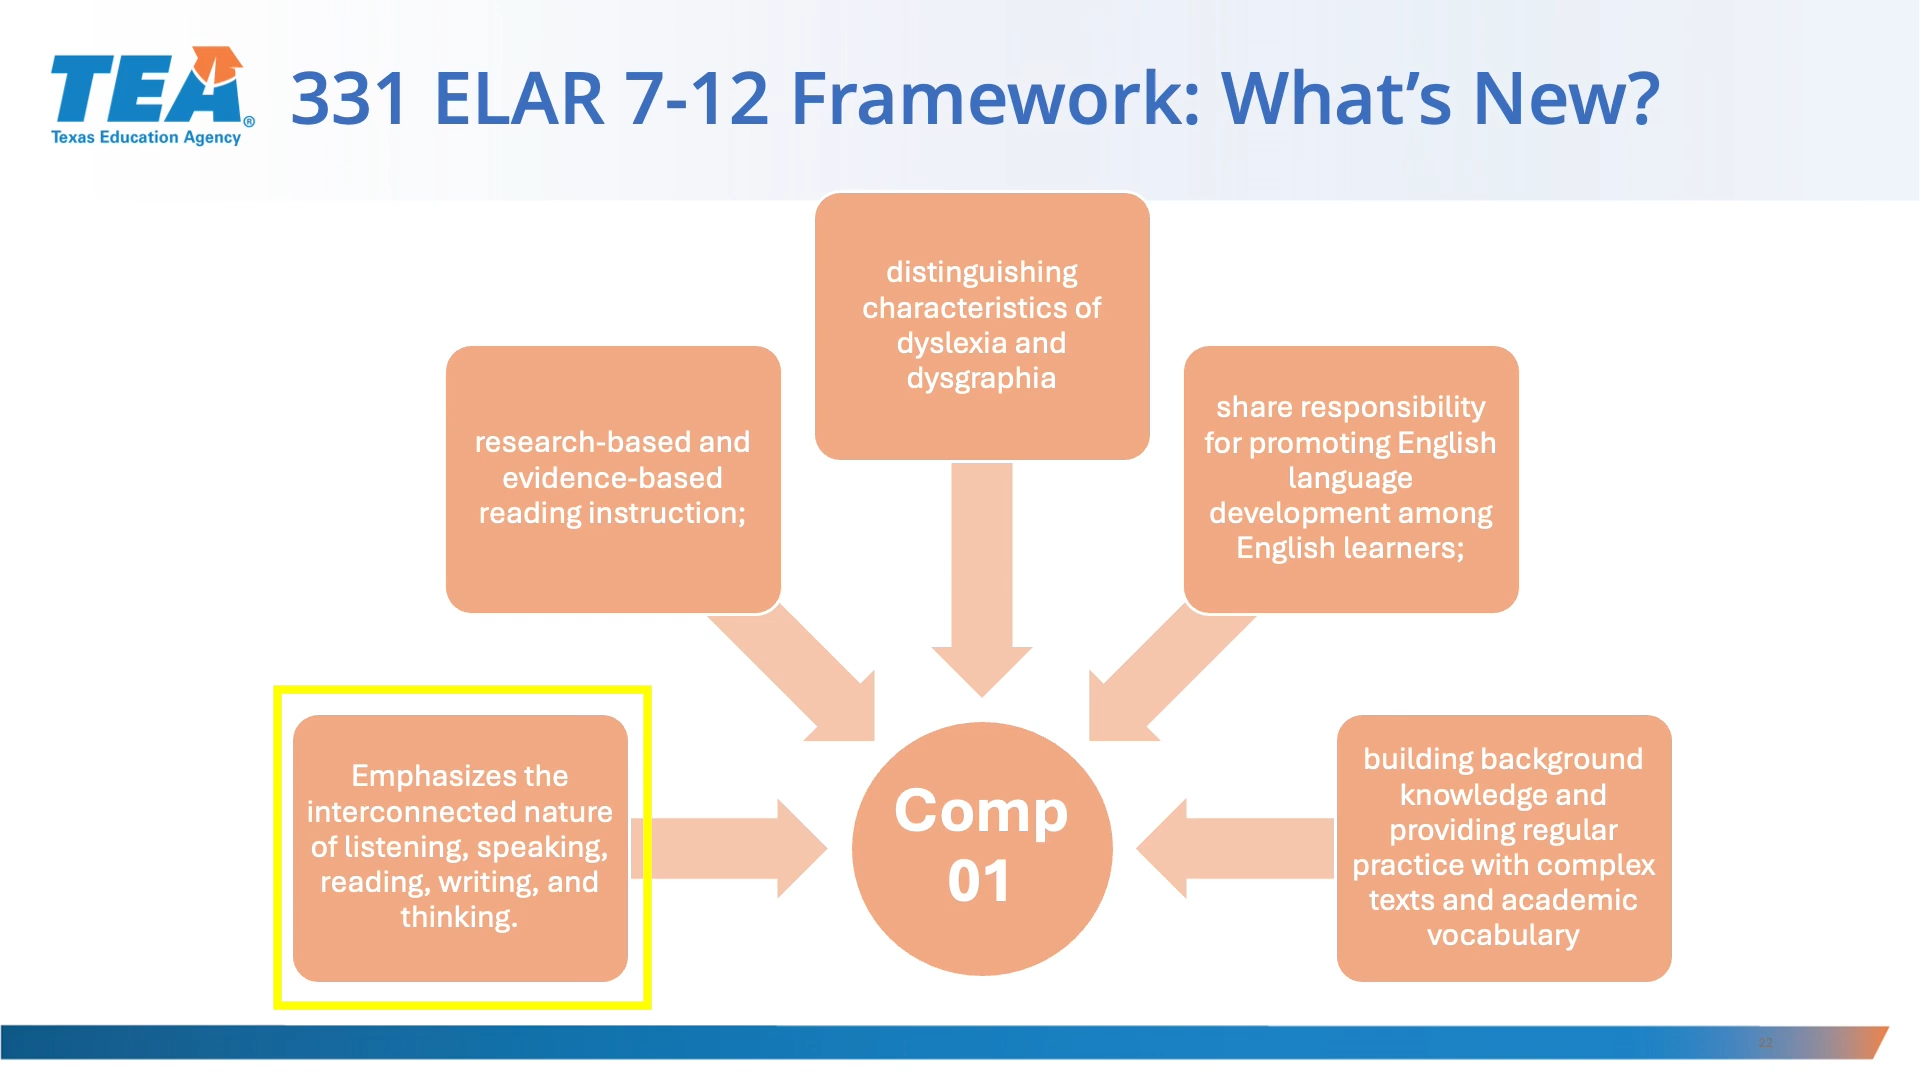 TEA®
Texas Education Agency
331 ELAR 7-12 Framework: What’s New?
distinguishing
characteristics of
dyslexia and
dysgraphia
research-based and
evidence-based
reading instruction;
share responsibility
for promoting English
language
development among
English learners;
Emphasizes the
interconnected nature
of listening, speaking,
reading, writing, and
thinking.
Comp
01
building background
knowledge and
providing regular
practice with complex
texts and academic
vocabulary
22